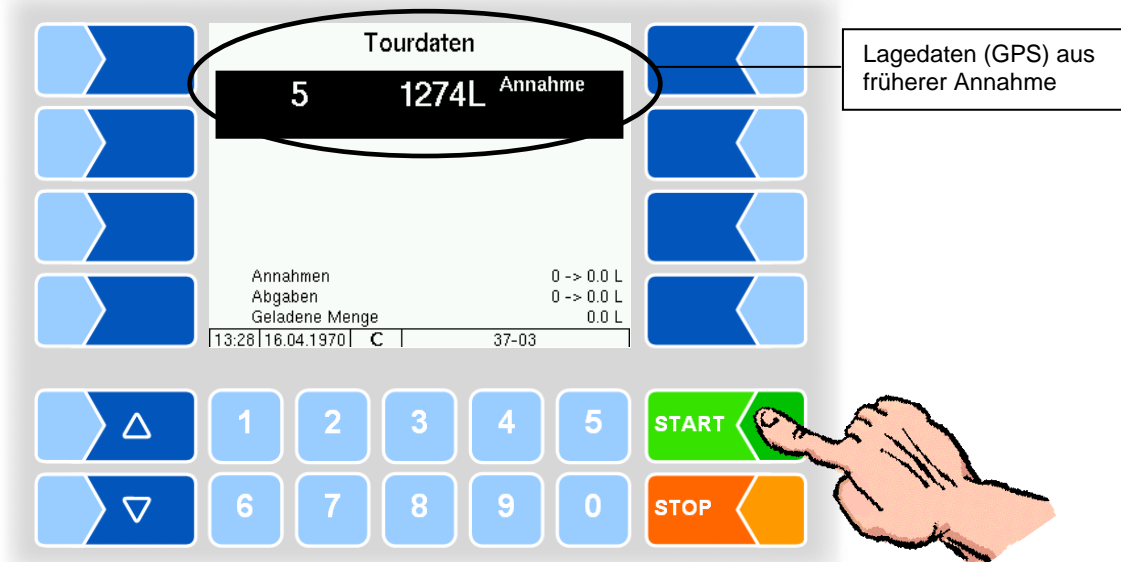 Tourdaten
5 1274L Annahme
Lagedaten (GPS) aus
früherer Annahme
Annahmen 0 -> 0.0 L
Abgaben 0 -> 0.0 L
Geladene Menge 0.0 L
13:28 16.04.1970 C 37-03
1 2 3 4 5 START
6 7 8 9 0 STOP